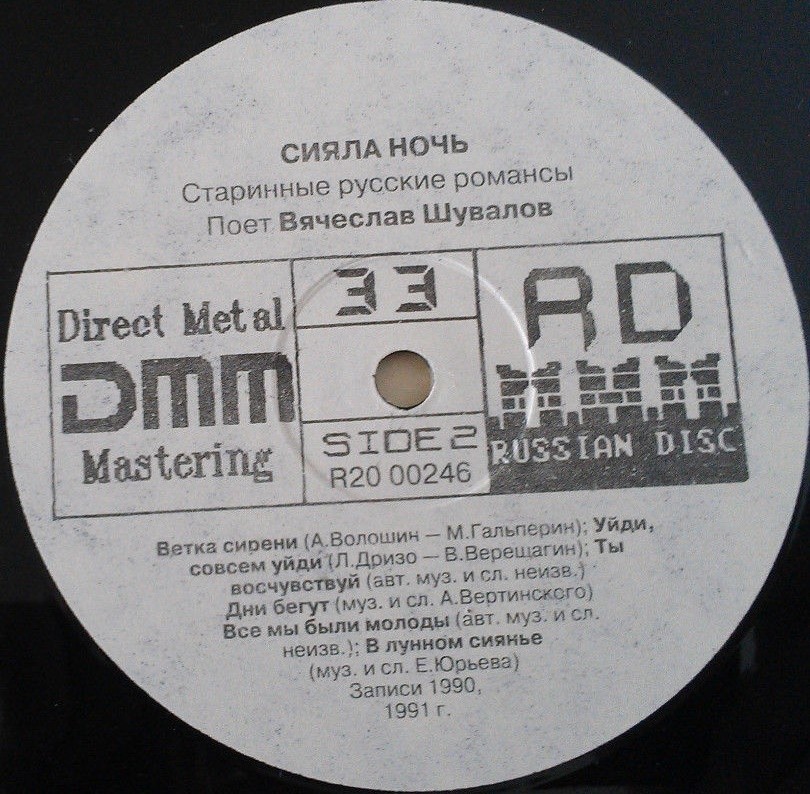 СИЯЛА НОЧЬ
Старинные русские романсы
Поет Вячеслав Шувалов
Direct Metal
DMM
Mastering
33
SIDE 2
R20 00246
RD
RUSSIAN DISC
Ветка сирени (А.Волошин — М.Гальперин); Уйди,
совсем уйди (Л.Дризо — В.Верещагин); Ты
восчувствуй (авт. муз. и сл. неизв.)
Дни бегут (муз. и сл. А.Вертинского)
Все мы были молоды (авт. муз. и сл.
неизв.); В лунном сиянье
(муз. и сл. Е.Юрьева)
Записи 1990,
1991 г.